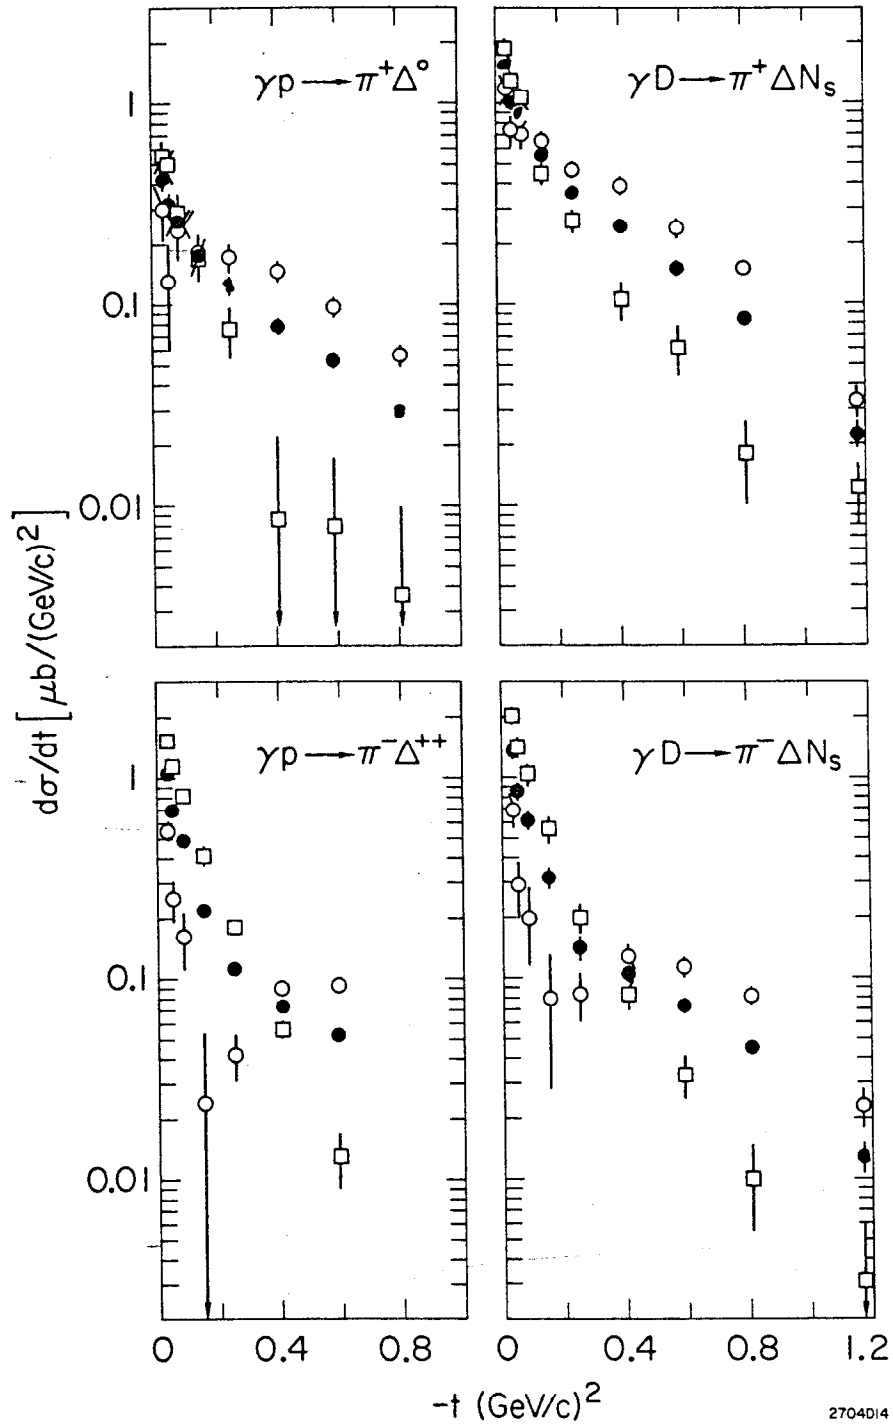 γp → π⁺Δ°
γD → π⁺ΔNₛ
1
0.1
0.01
dσ/dt [μb/(GeV/c)²]
γp → π⁻Δ⁺⁺
γD → π⁻ΔNₛ
1
0.1
0.01
0 0.4 0.8 0 0.4 0.8 1.2
-t (GeV/c)²
2704D14